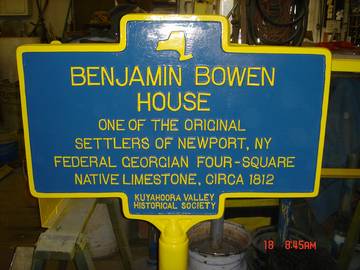 BENJAMIN BOWEN
HOUSE
ONE OF THE ORIGINAL
SETTLERS OF NEWPORT, NY
FEDERAL GEORGIAN FOUR-SQUARE
NATIVE LIMESTONE, CIRCA 1812
KUYAHOORA VALLEY
HISTORICAL SOCIETY
18 8:45AM